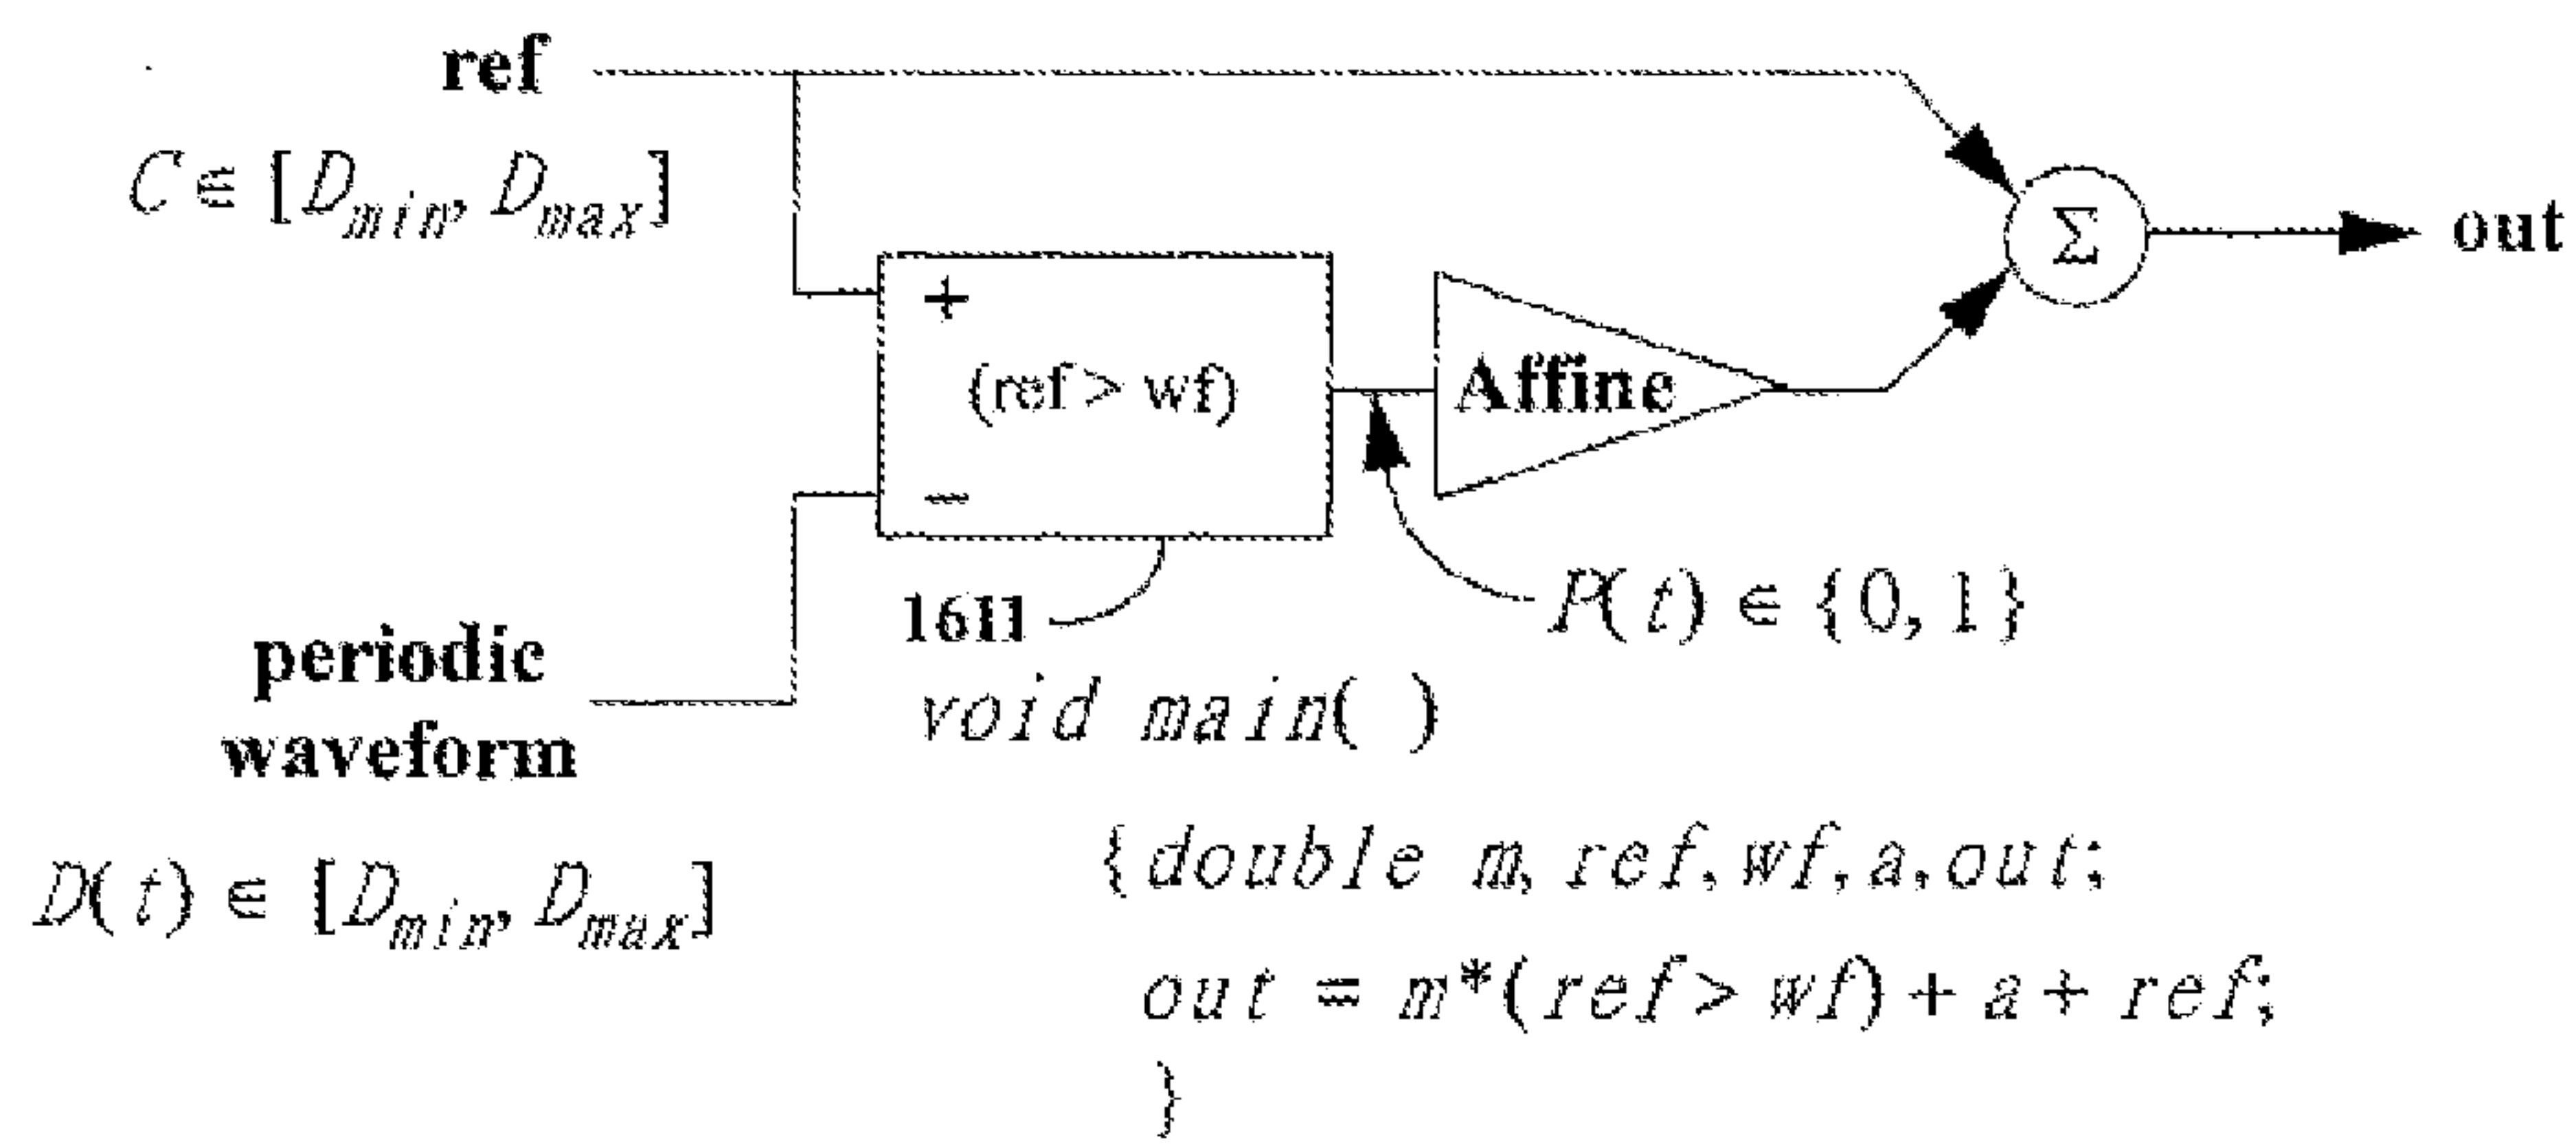 ref
C ∈ [D_min, D_max]
Σ
out
+
(ref > wf)
−
Affine
1611
P(t) ∈ {0, 1}
periodic
waveform
D(t) ∈ [D_min, D_max]
void main( )
{double m, ref, wf, a, out;
out = m*(ref > wf) + a + ref;
}